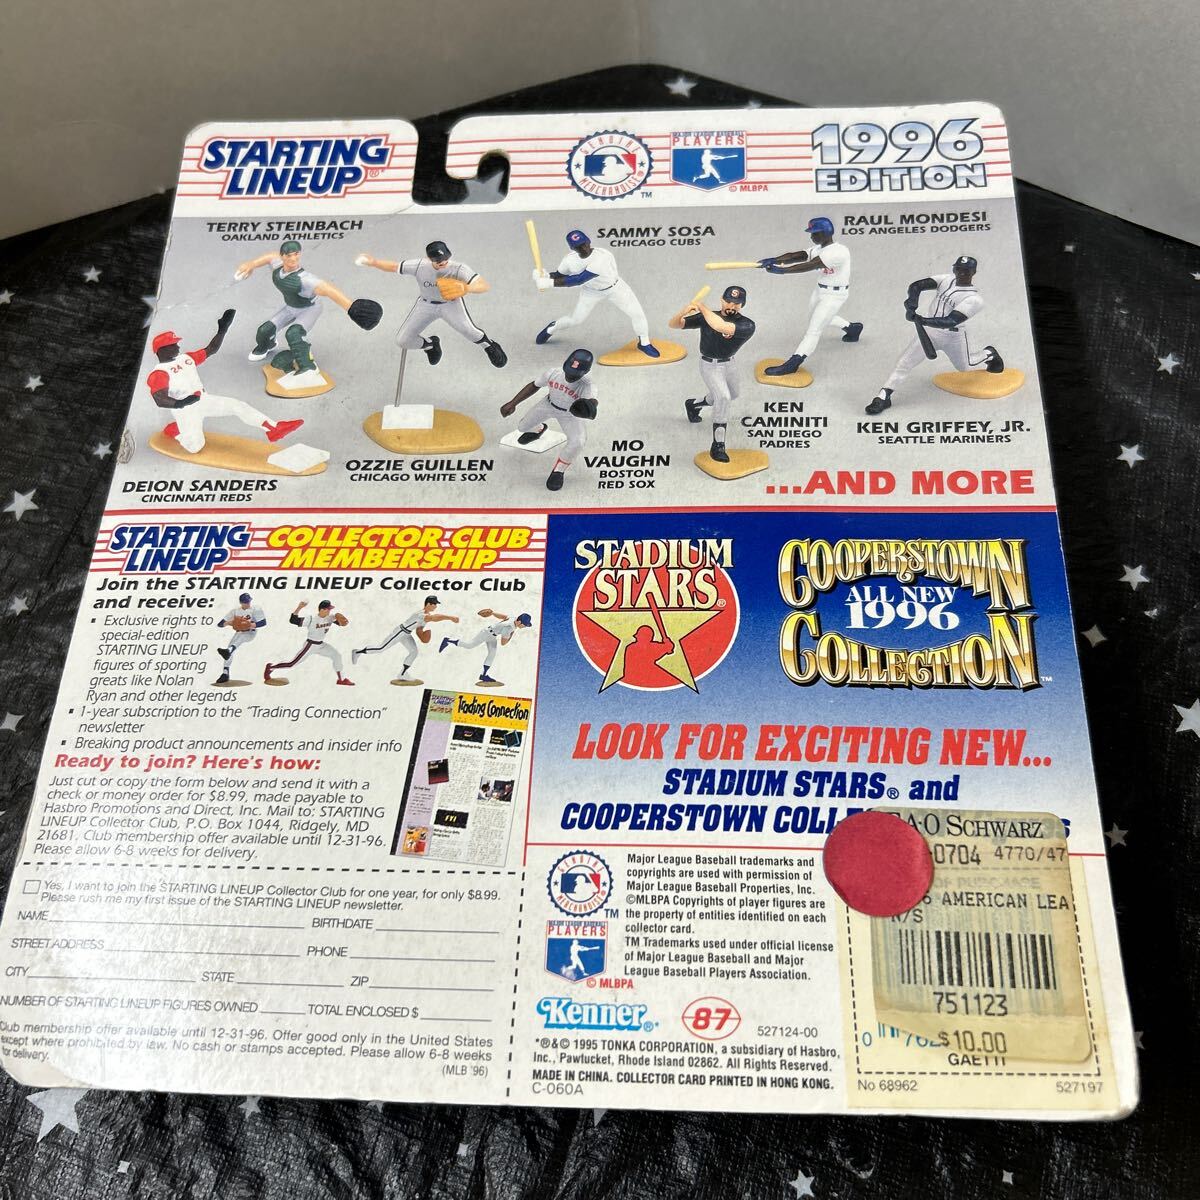 STARTING
LINEUP®
GENUINE
MERCHANDISE®
TM
MAJOR LEAGUE BASEBALL
PLAYERS
© MLBPA
1996
EDITION
TERRY STEINBACH
OAKLAND ATHLETICS
SAMMY SOSA
CHICAGO CUBS
RAUL MONDESI
LOS ANGELES DODGERS
DEION SANDERS
CINCINNATI REDS
OZZIE GUILLEN
CHICAGO WHITE SOX
MO
VAUGHN
BOSTON
RED SOX
KEN
CAMINITI
SAN DIEGO
PADRES
KEN GRIFFEY, JR.
SEATTLE MARINERS
...AND MORE
STARTING
LINEUP
COLLECTOR CLUB
MEMBERSHIP
Join the STARTING LINEUP Collector Club
and receive:
▪ Exclusive rights to
special-edition
STARTING LINEUP
figures of sporting
greats like Nolan
Ryan and other legends
▪ 1-year subscription to the "Trading Connection"
newsletter
▪ Breaking product announcements and insider info
Trading Connection
Ready to join? Here's how:
Just cut or copy the form below and send it with a
check or money order for $8.99, made payable to
Hasbro Promotions and Direct, Inc. Mail to: STARTING
LINEUP Collector Club, P.O. Box 1044, Ridgely, MD
21681. Club membership offer available until 12-31-96.
Please allow 6-8 weeks for delivery.
Yes, I want to join the STARTING LINEUP Collector Club for one year, for only $8.99.
Please rush me my first issue of the STARTING LINEUP newsletter.
NAME
BIRTHDATE
STREET ADDRESS
PHONE
CITY
STATE
ZIP
NUMBER OF STARTING LINEUP FIGURES OWNED
TOTAL ENCLOSED $
Club membership offer available until 12-31-96. Offer good only in the United States
except where prohibited by law. No cash or stamps accepted. Please allow 6-8 weeks
for delivery.
(MLB '96)
STADIUM
STARS®
COOPERSTOWN
ALL NEW
1996
COLLECTION
TM
LOOK FOR EXCITING NEW...
STADIUM STARS® and
COOPERSTOWN COLL
S
GENUINE
MERCHANDISE®
TM
MAJOR LEAGUE BASEBALL
PLAYERS
© MLBPA
Major League Baseball trademarks and
copyrights are used with permission of
Major League Baseball Properties, Inc.
©MLBPA Copyrights of player figures are
the property of entities identified on each
collector card.
TM Trademarks used under official license
of Major League Baseball and Major
League Baseball Players Association.
Kenner®
87
527124-00
*®&© 1995 TONKA CORPORATION, a subsidiary of Hasbro,
Inc., Pawtucket, Rhode Island 02862. All Rights Reserved.
MADE IN CHINA. COLLECTOR CARD PRINTED IN HONG KONG.
C-060A
A·O SCHWARZ
-0704 4770/47
6 AMERICAN LEA
N/S
751123
$10.00
GAETTI
No 68962
527197